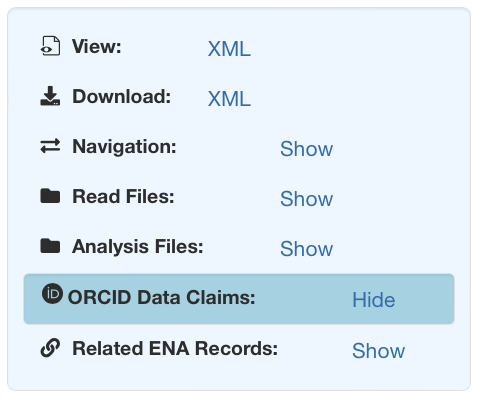 View: XML
Download: XML
Navigation: Show
Read Files: Show
Analysis Files: Show
iD ORCID Data Claims: Hide
Related ENA Records: Show